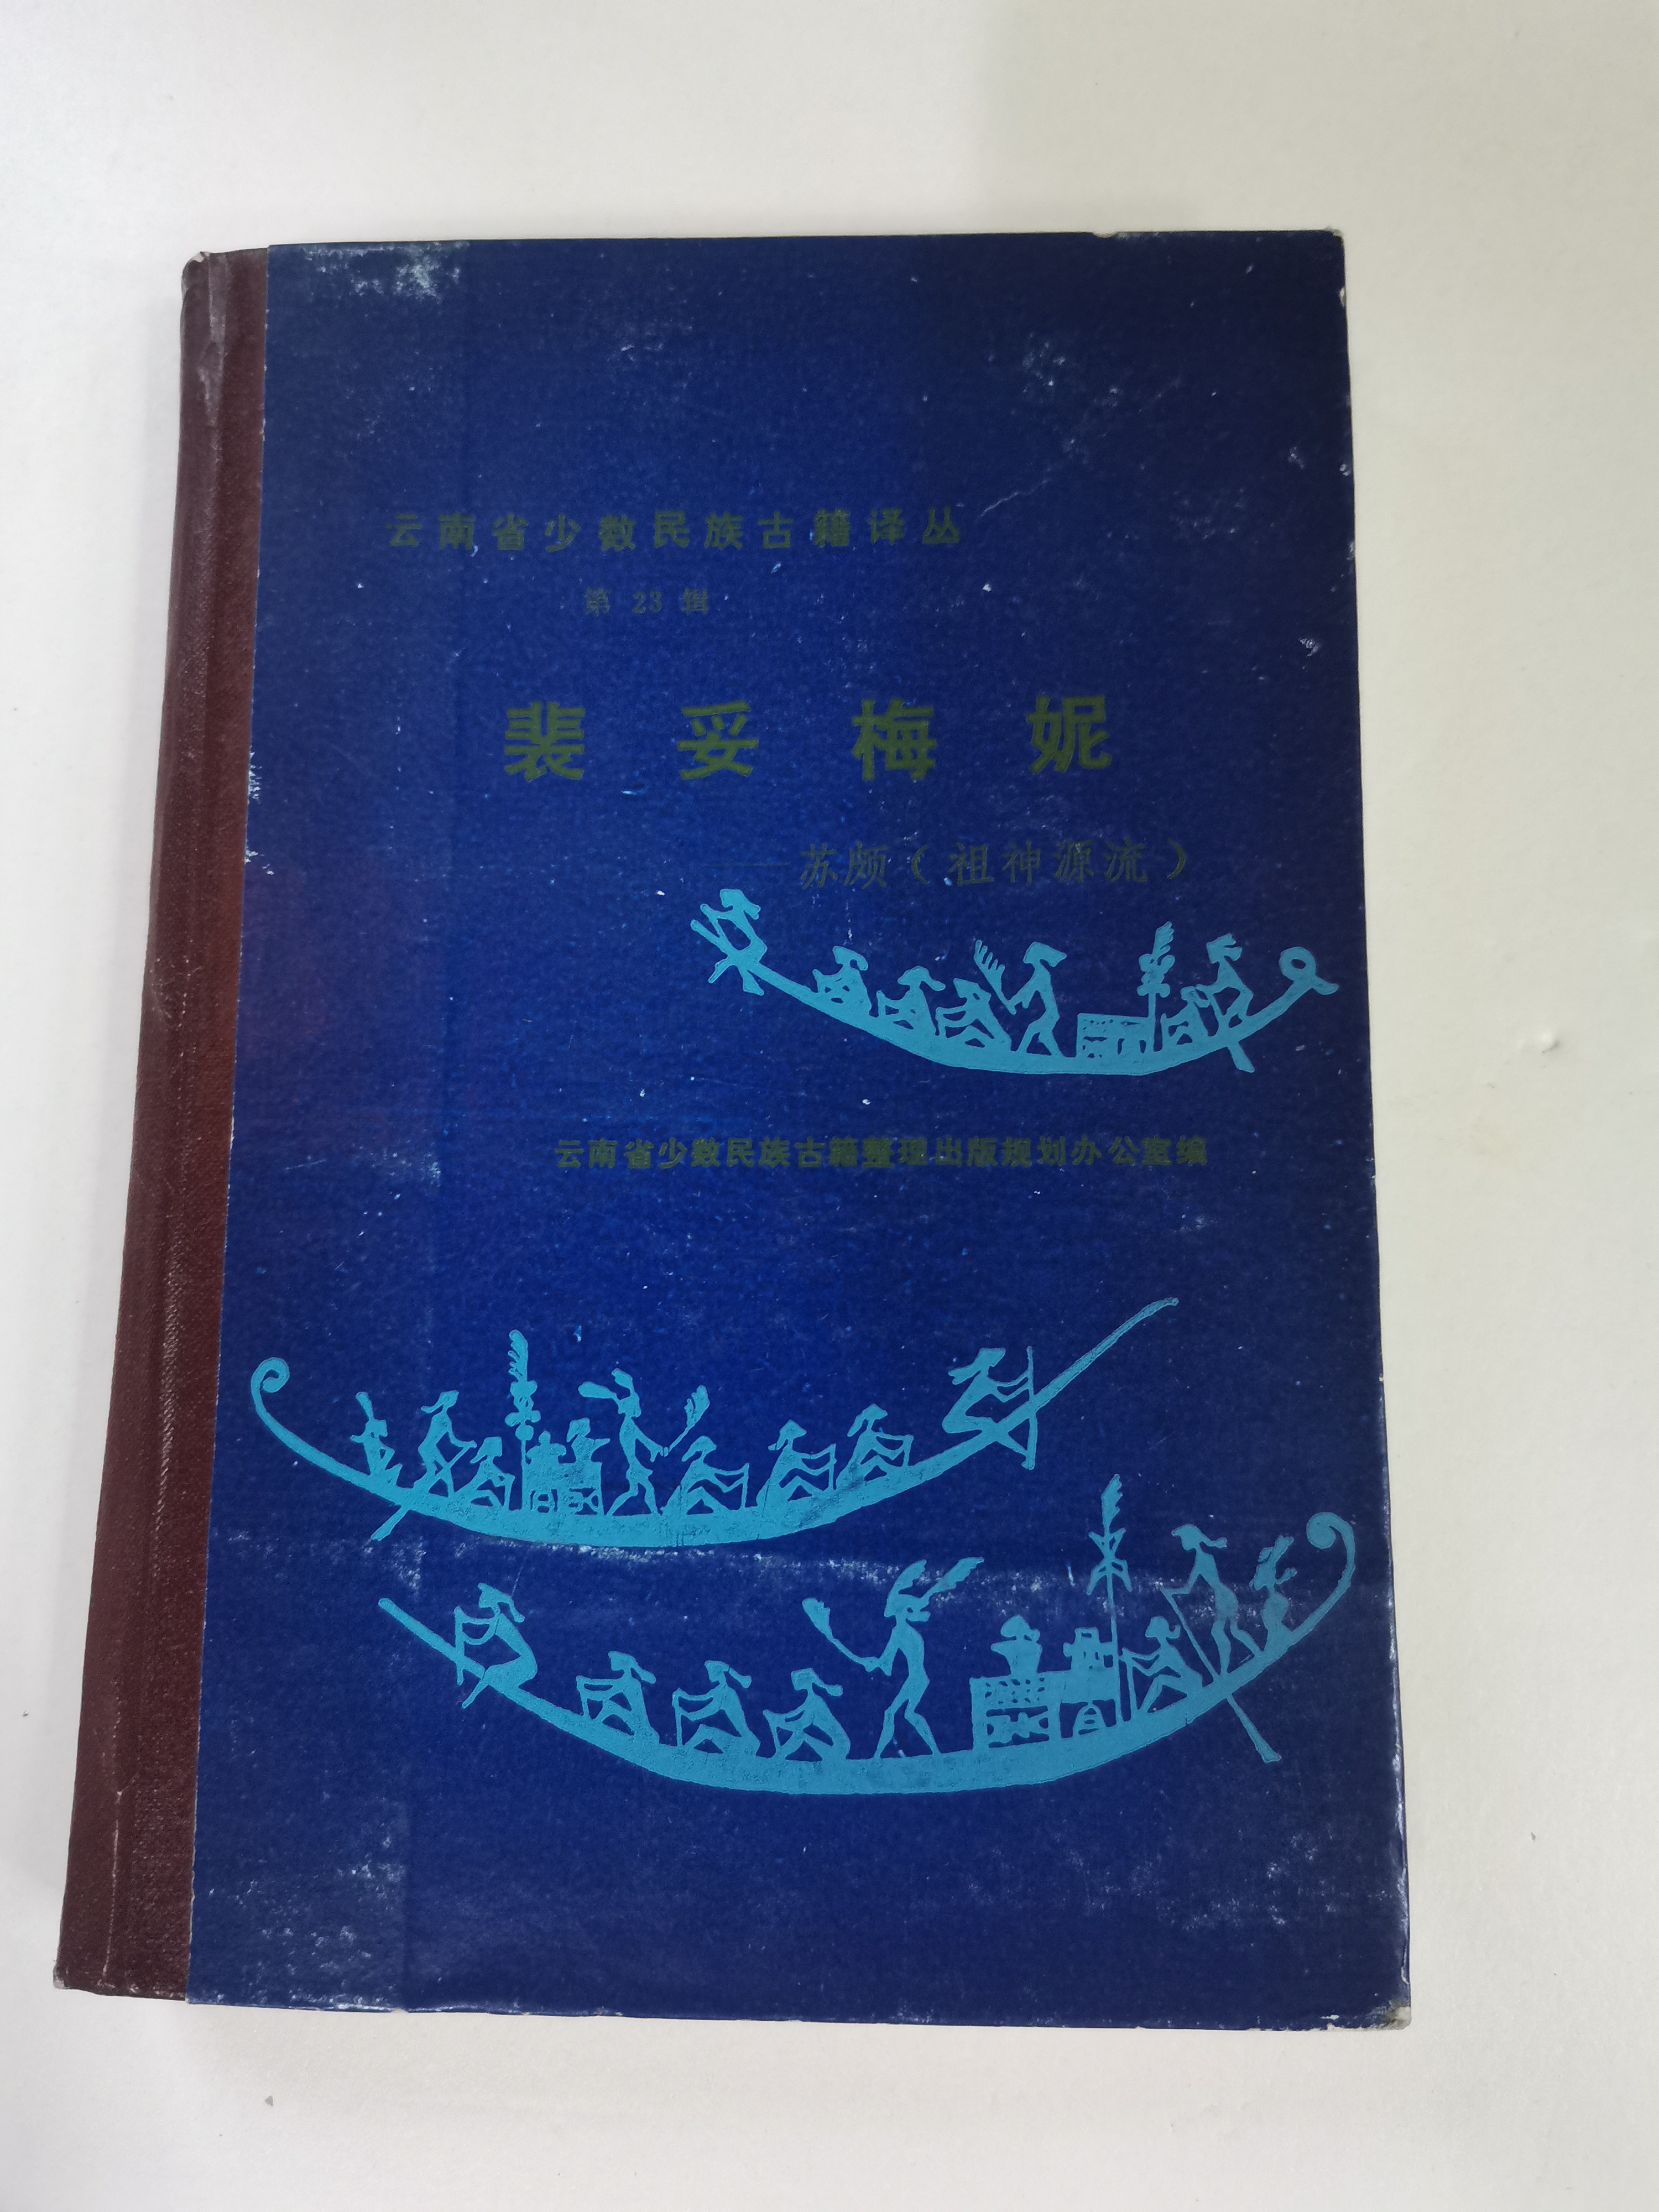 云南省少数民族古籍译丛
第 23 辑
裴妥梅妮
——苏颇(祖神源流)
云南省少数民族古籍整理出版规划办公室编